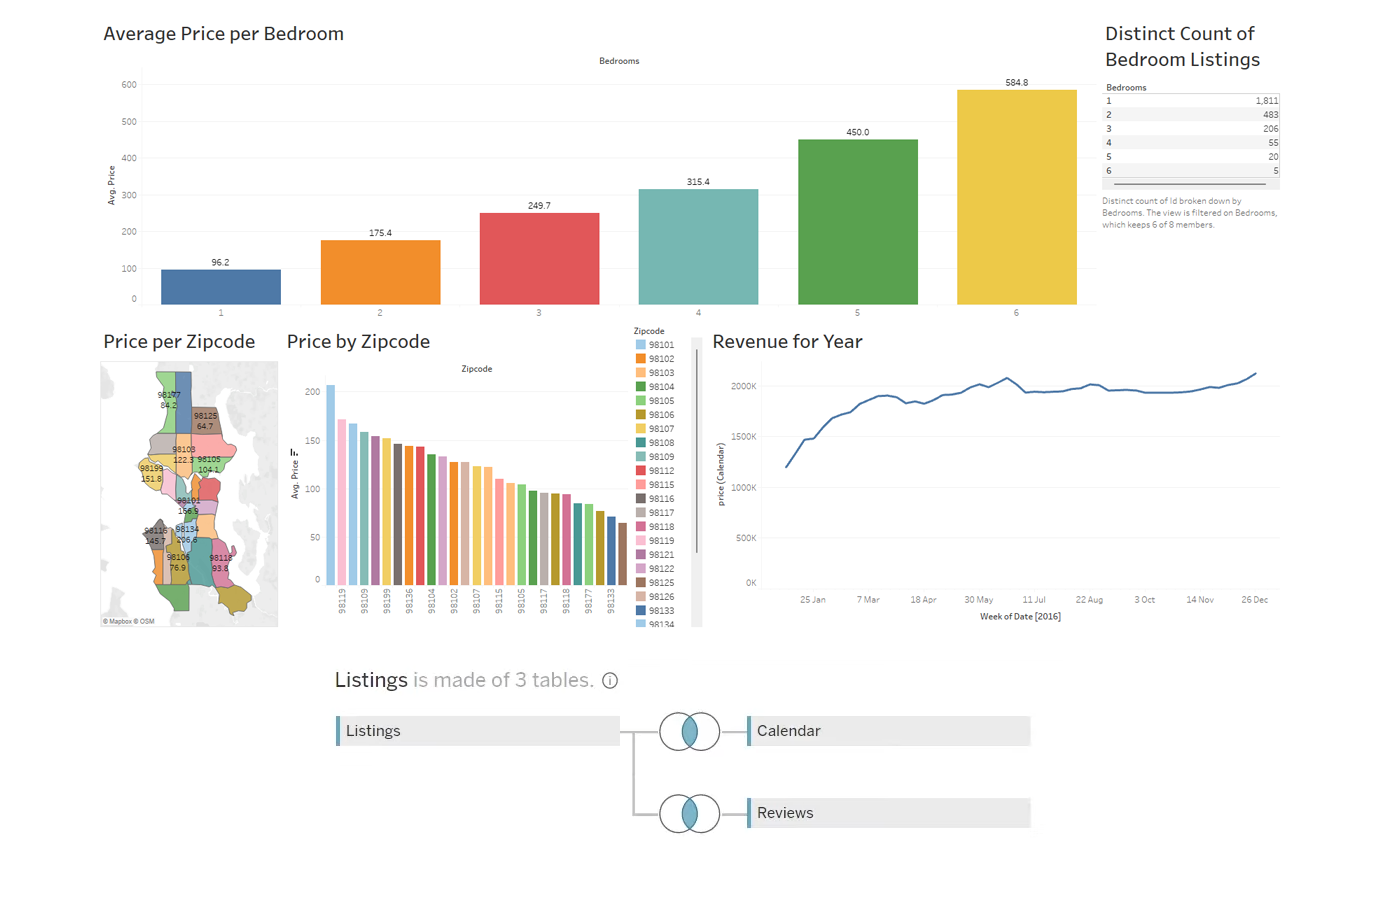 Average Price per Bedroom
Bedrooms
Avg. Price
600
500
400
300
200
100
0
96.2
175.4
249.7
315.4
450.0
584.8
1
2
3
4
5
6
Distinct Count of
Bedroom Listings
Bedrooms
1 1,811
2 483
3 206
4 55
5 20
6 5
Distinct count of Id broken down by
Bedrooms. The view is filtered on Bedrooms,
which keeps 6 of 8 members.
Price per Zipcode
98177
84.2
98125
64.7
98103
122.3
98105
104.1
98199
151.8
98116
145.7
98134
206.6
98106
76.9
98118
93.8
© Mapbox © OSM
Price by Zipcode
Zipcode
Avg. Price
200
150
100
50
0
98119
98109
98199
98136
98104
98102
98107
98115
98105
98117
98118
98177
98133
Zipcode
98101
98102
98103
98104
98105
98106
98107
98108
98109
98112
98115
98116
98117
98118
98119
98121
98122
98125
98126
98133
98134
Revenue for Year
price (Calendar)
2000K
1500K
1000K
500K
0K
25 Jan
7 Mar
18 Apr
30 May
11 Jul
22 Aug
3 Oct
14 Nov
26 Dec
Week of Date [2016]
Listings is made of 3 tables.
Listings
Calendar
Reviews